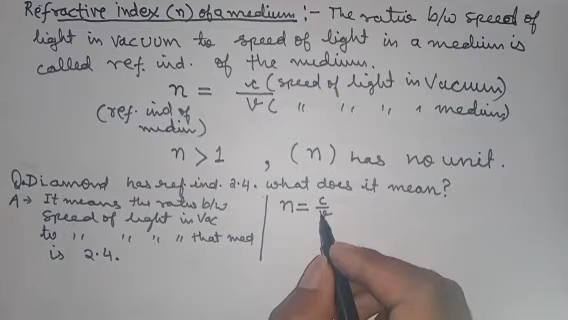 Refractive index (n) of a medium :- The ratio b/w speed of
light in vacuum to speed of light in a medium is
called ref. ind. of the medium.
n = c (speed of light in Vacuum)
v ( " " " " medium)
(ref. ind of
medium)
n > 1 , (n) has no unit.
Q. Diamond has ref. ind. 2.4. what does it mean?
A → It means the ratio b/w
speed of light in Vac
to " " " " that med
is 2.4.
n = c
v